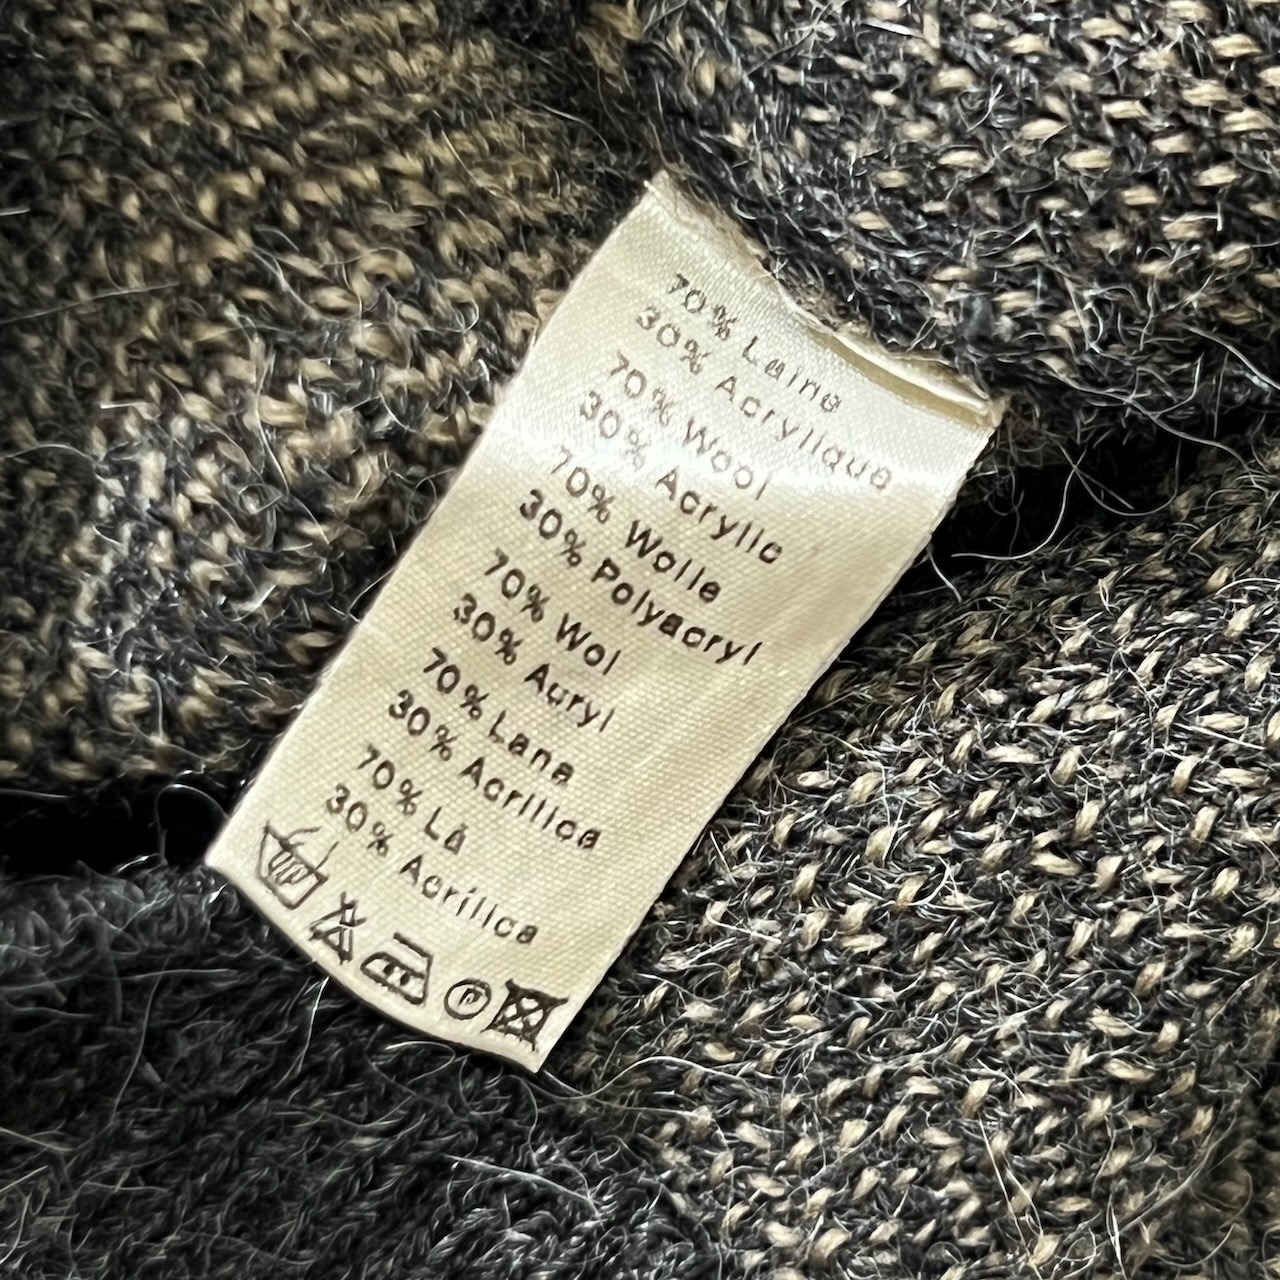 70% Laine
30% Acrylique
70% Wool
30% Acrylic
70% Wolle
30% Polyacryl
70% Wol
30% Acryl
70% Lana
30% Acrilica
70% Lã
30% Acrílica
P